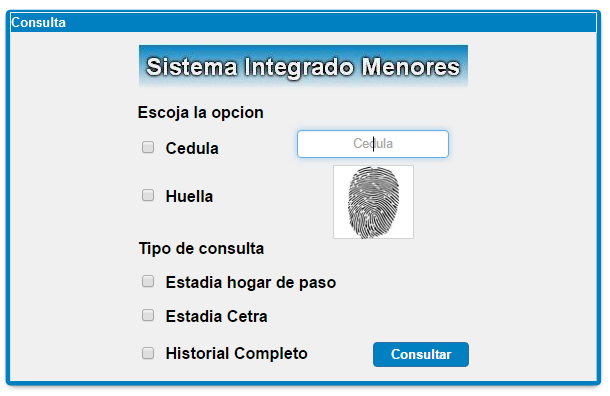 Consulta
Sistema Integrado Menores
Escoja la opcion
Cedula
Cedula
Huella
Tipo de consulta
Estadia hogar de paso
Estadia Cetra
Historial Completo
Consultar